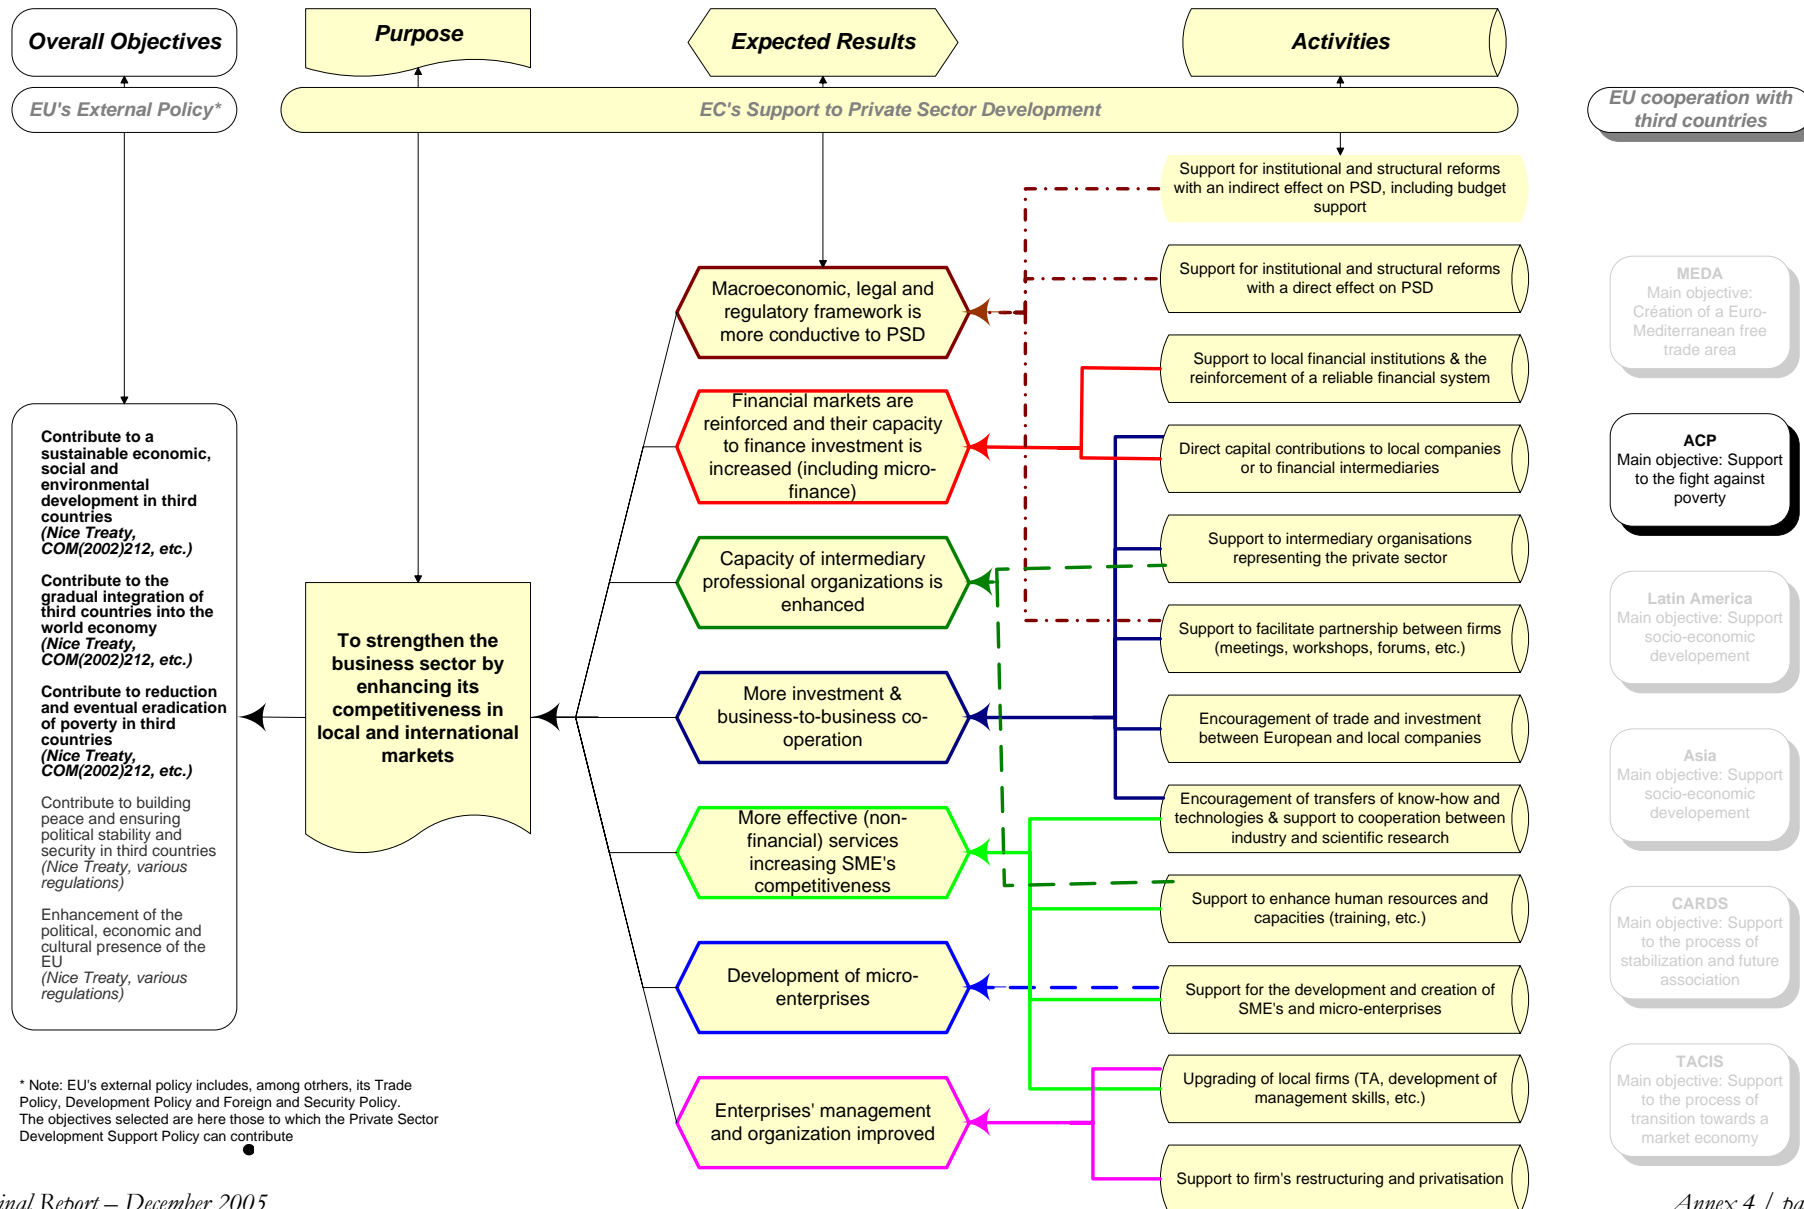 Overall Objectives
Purpose
Expected Results
Activities
EU's External Policy*
EC's Support to Private Sector Development
EU cooperation with
third countries
Contribute to a
sustainable economic,
social and
environmental
development in third
countries
(Nice Treaty,
COM(2002)212, etc.)
Contribute to the
gradual integration of
third countries into the
world economy
(Nice Treaty,
COM(2002)212, etc.)
Contribute to reduction
and eventual eradication
of poverty in third
countries
(Nice Treaty,
COM(2002)212, etc.)
Contribute to building
peace and ensuring
political stability and
security in third countries
(Nice Treaty, various
regulations)
Enhancement of the
political, economic and
cultural presence of the
EU
(Nice Treaty, various
regulations)
To strengthen the
business sector by
enhancing its
competitiveness in
local and international
markets
Macroeconomic, legal and
regulatory framework is
more conductive to PSD
Financial markets are
reinforced and their capacity
to finance investment is
increased (including micro-
finance)
Capacity of intermediary
professional organizations is
enhanced
More investment &
business-to-business co-
operation
More effective (non-
financial) services
increasing SME's
competitiveness
Development of micro-
enterprises
Enterprises' management
and organization improved
Support for institutional and structural reforms
with an indirect effect on PSD, including budget
support
Support for institutional and structural reforms
with a direct effect on PSD
Support to local financial institutions & the
reinforcement of a reliable financial system
Direct capital contributions to local companies
or to financial intermediaries
Support to intermediary organisations
representing the private sector
Support to facilitate partnership between firms
(meetings, workshops, forums, etc.)
Encouragement of trade and investment
between European and local companies
Encouragement of transfers of know-how and
technologies & support to cooperation between
industry and scientific research
Support to enhance human resources and
capacities (training, etc.)
Support for the development and creation of
SME's and micro-enterprises
Upgrading of local firms (TA, development of
management skills, etc.)
Support to firm's restructuring and privatisation
MEDA
Main objective:
Création of a Euro-
Mediterranean free
trade area
ACP
Main objective: Support
to the fight against
poverty
Latin America
Main objective: Support
socio-economic
developement
Asia
Main objective: Support
socio-economic
developement
CARDS
Main objective: Support
to the process of
stabilization and future
association
TACIS
Main objective: Support
to the process of
transition towards a
market economy
* Note: EU's external policy includes, among others, its Trade
Policy, Development Policy and Foreign and Security Policy.
The objectives selected are here those to which the Private Sector
Development Support Policy can contribute
inal Report – December 2005
Annex 4 / pa